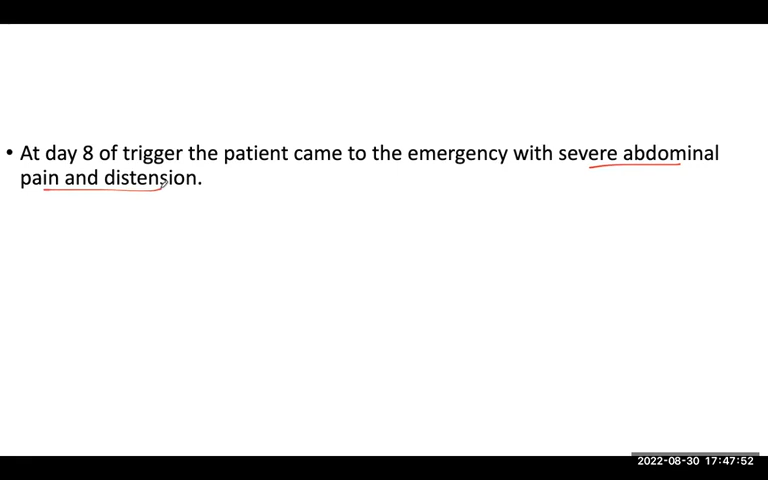 • At day 8 of trigger the patient came to the emergency with severe abdominal
pain and distension.
2022-08-30 17:47:52